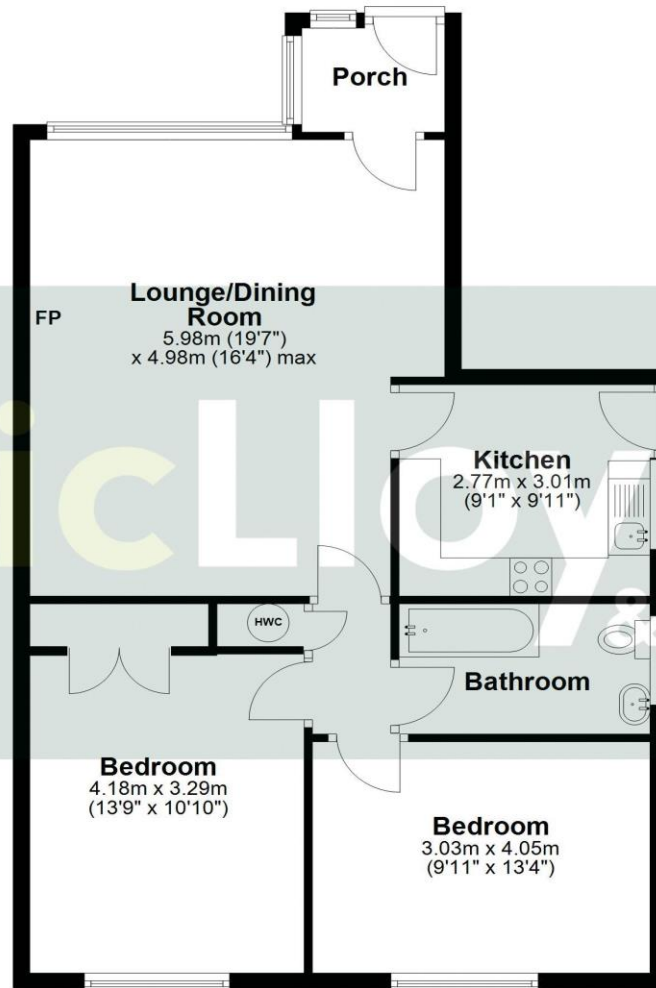 Porch
Lounge/Dining
Room
5.98m (19'7")
x 4.98m (16'4") max
FP
Kitchen
2.77m x 3.01m
(9'1" x 9'11")
icLloy
&
HWC
Bathroom
Bedroom
4.18m x 3.29m
(13'9" x 10'10")
Bedroom
3.03m x 4.05m
(9'11" x 13'4")